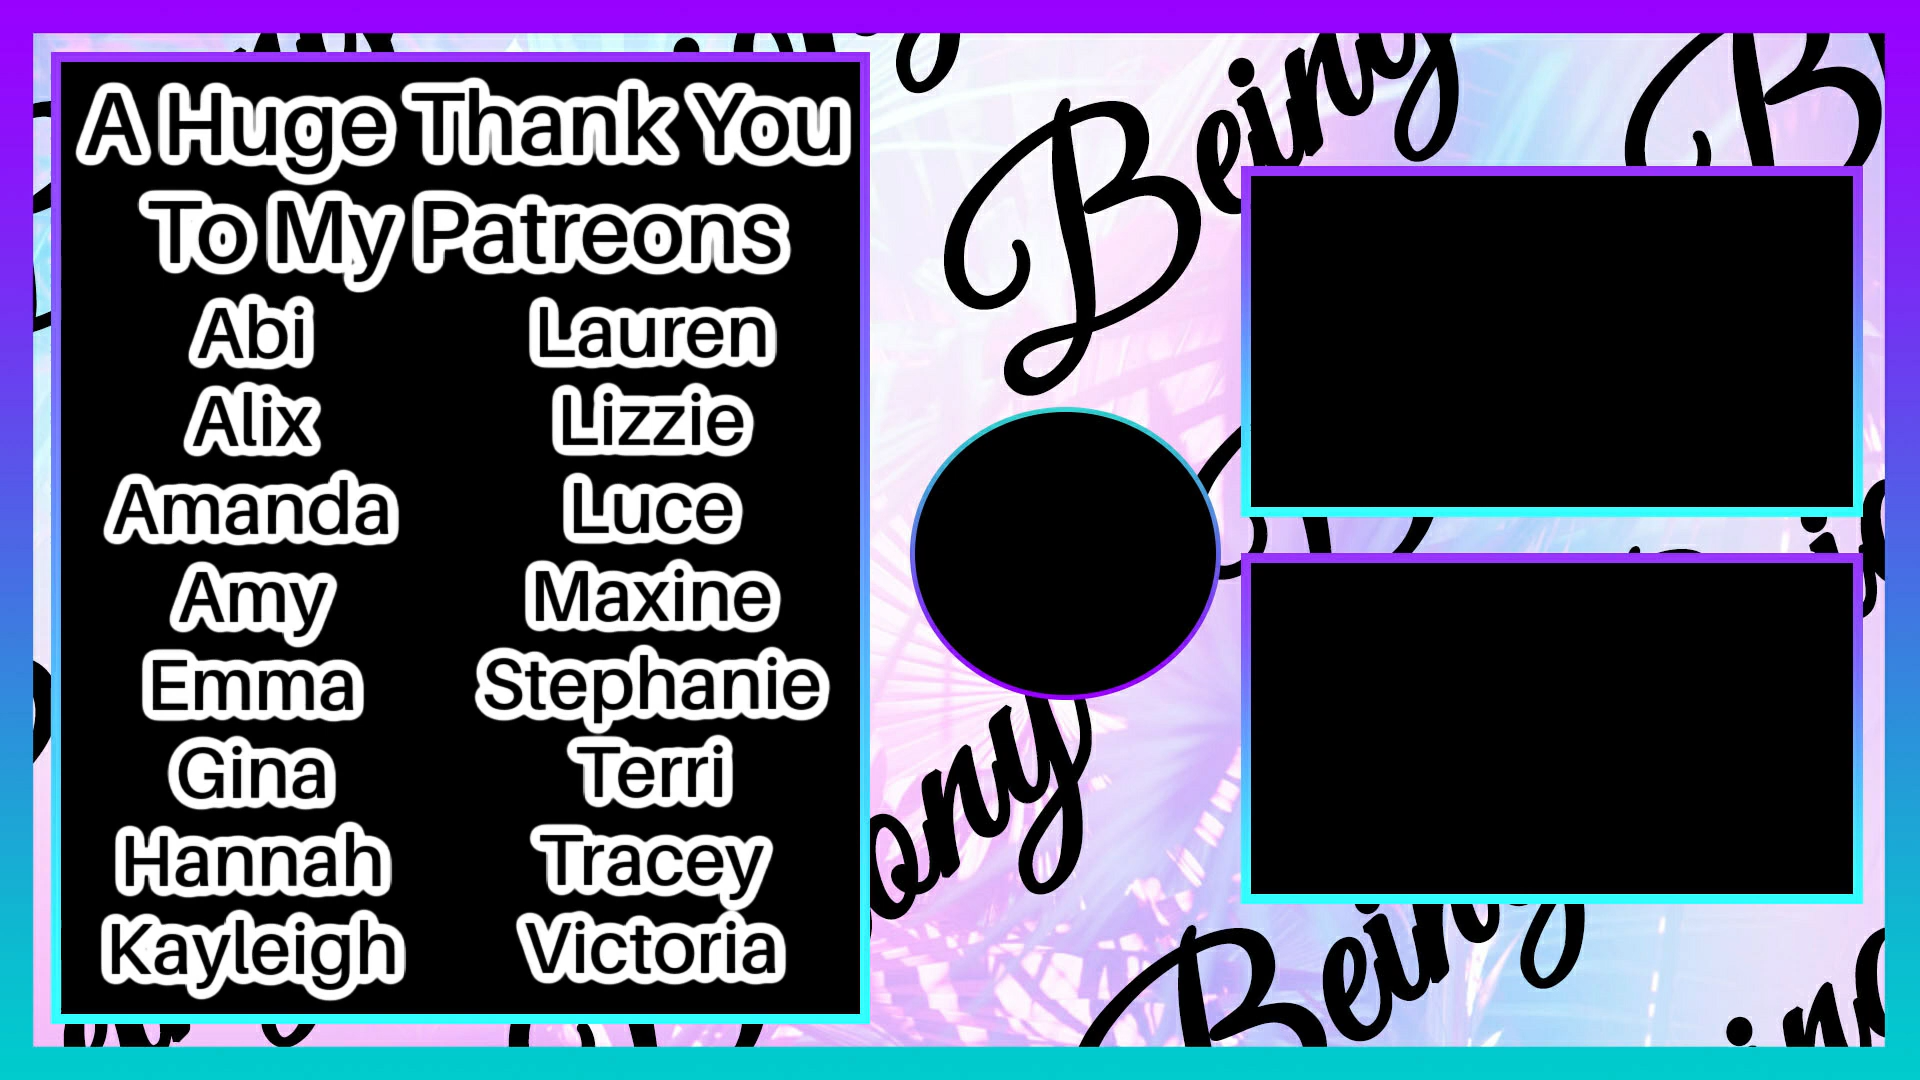 A Huge Thank You
To My Patreons
Abi
Alix
Amanda
Amy
Emma
Gina
Hannah
Kayleigh
Lauren
Lizzie
Luce
Maxine
Stephanie
Terri
Tracey
Victoria
Being
Being